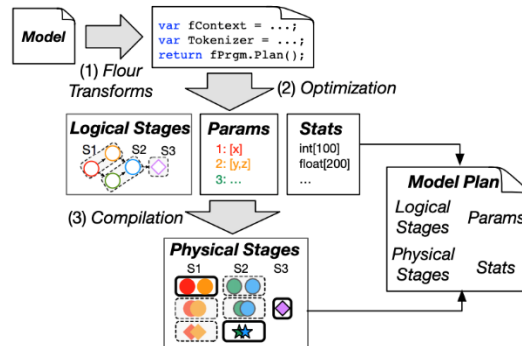 Model
var fContext = ...;
var Tokenizer = ...;
return fPrgm.Plan();
(1) Flour
Transforms
(2) Optimization
Logical Stages
S1
S2
S3
Params
1: [x]
2: [y,z]
3: ...
Stats
int[100]
float[200]
...
(3) Compilation
Model Plan
Logical
Stages
Params
Physical
Stages
Stats
Physical Stages
S1
S2
S3